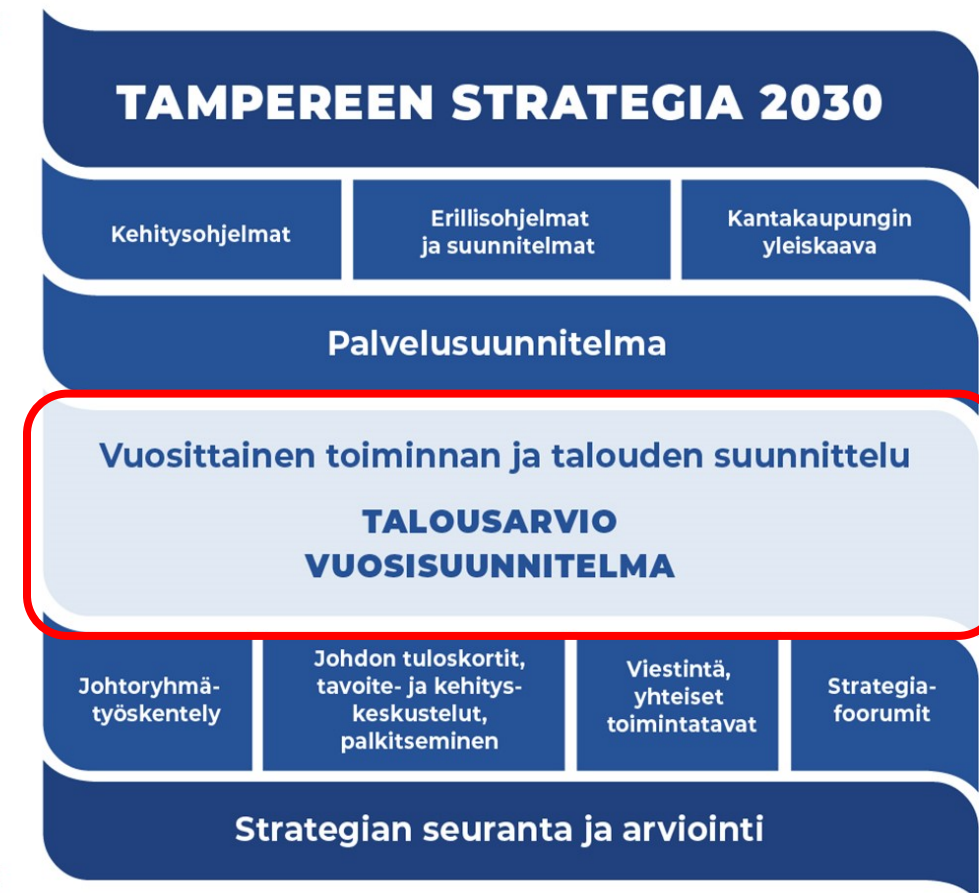 TAMPEREEN STRATEGIA 2030
Kehitysohjelmat
Erillisohjelmat
ja suunnitelmat
Kantakaupungin
yleiskaava
Palvelusuunnitelma
Vuosittainen toiminnan ja talouden suunnittelu
TALOUSARVIO
VUOSISUUNNITELMA
Johtoryhmä-
työskentely
Johdon tuloskortit,
tavoite- ja kehitys-
keskustelut,
palkitseminen
Viestintä,
yhteiset
toimintatavat
Strategia-
foorumit
Strategian seuranta ja arviointi